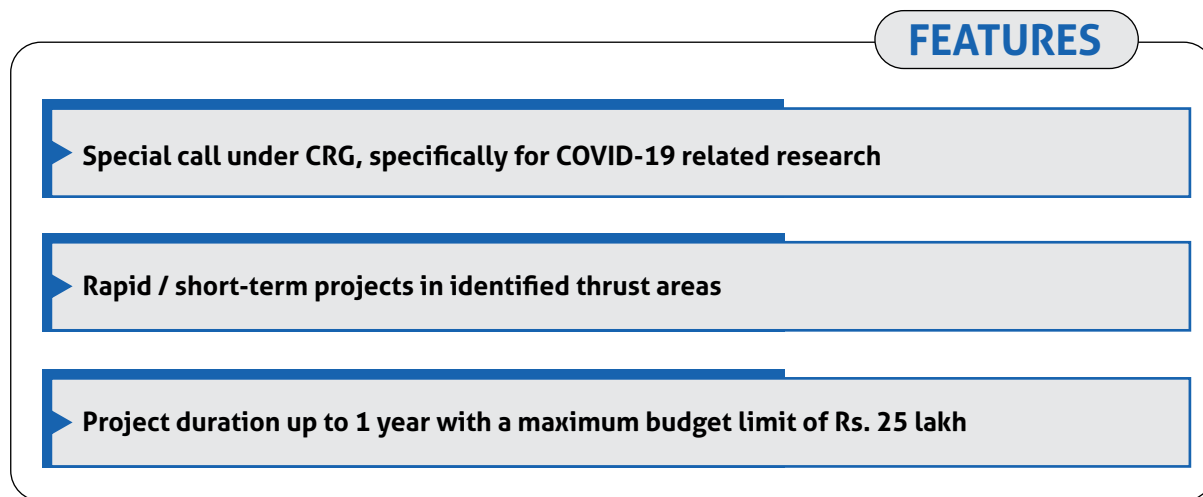 FEATURES
Special call under CRG, specifically for COVID-19 related research
Rapid / short-term projects in identified thrust areas
Project duration up to 1 year with a maximum budget limit of Rs. 25 lakh